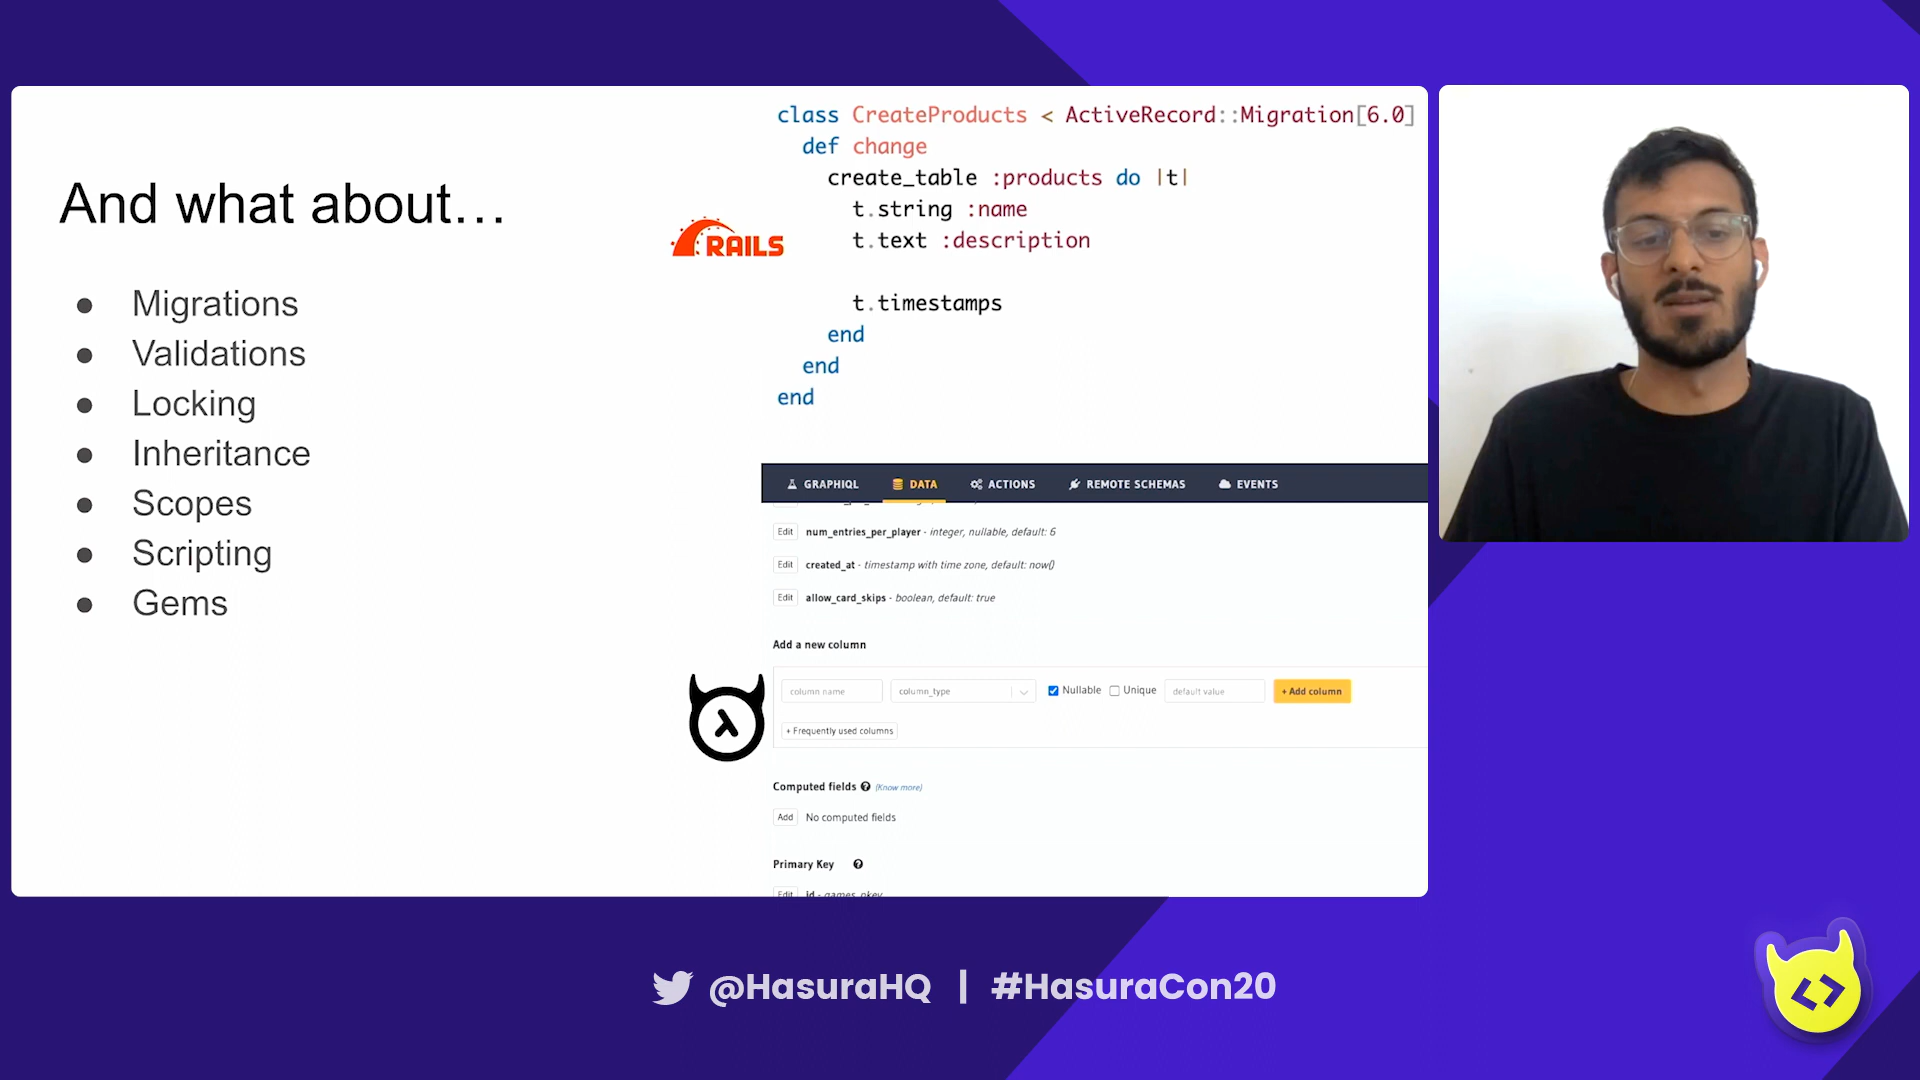 And what about...
Migrations
Validations
Locking
Inheritance
Scopes
Scripting
Gems
RAILS
class CreateProducts < ActiveRecord::Migration[6.0]
def change
create_table :products do |t|
t.string :name
t.text :description
t.timestamps
end
end
end
GRAPHIQL DATA ACTIONS REMOTE SCHEMAS EVENTS
Edit num_entries_per_player - integer, nullable, default: 6
Edit created_at - timestamp with time zone, default: now()
Edit allow_card_skips - boolean, default: true
Add a new column
column name column_type Nullable Unique default value + Add column
+ Frequently used columns
Computed fields (Know more)
Add No computed fields
Primary Key
Edit id - games_pkey
@HasuraHQ | #HasuraCon20